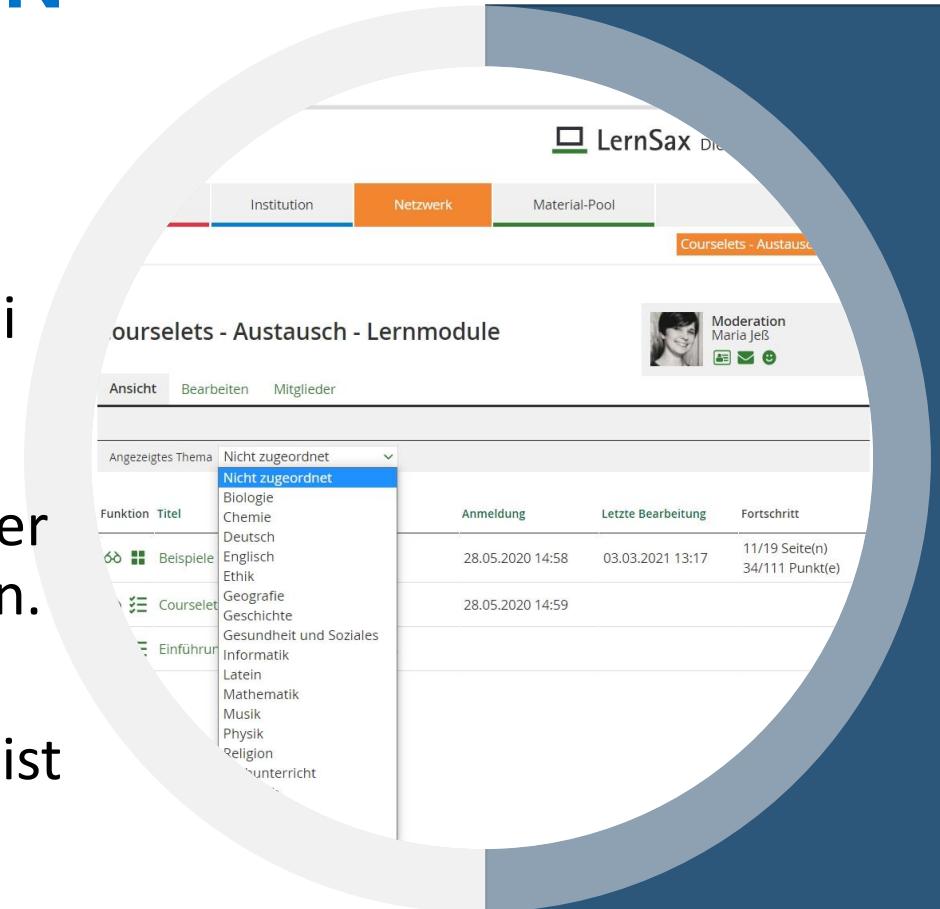 N
LernSax
Institution Netzwerk Material-Pool
Courselets - Austausch
i
Courselets - Austausch - Lernmodule
Moderation
Maria Jeß
Ansicht Bearbeiten Mitglieder
Angezeigtes Thema Nicht zugeordnet
Nicht zugeordnet
Biologie
Chemie
Deutsch
Englisch
Ethik
Geografie
Geschichte
Gesundheit und Soziales
Informatik
Latein
Mathematik
Musik
Physik
Religion
Funktion Titel Anmeldung Letzte Bearbeitung Fortschritt
Beispiele 28.05.2020 14:58 03.03.2021 13:17 11/19 Seite(n)
34/111 Punkt(e)
Courselet 28.05.2020 14:59
Einführun
er
n.
ist